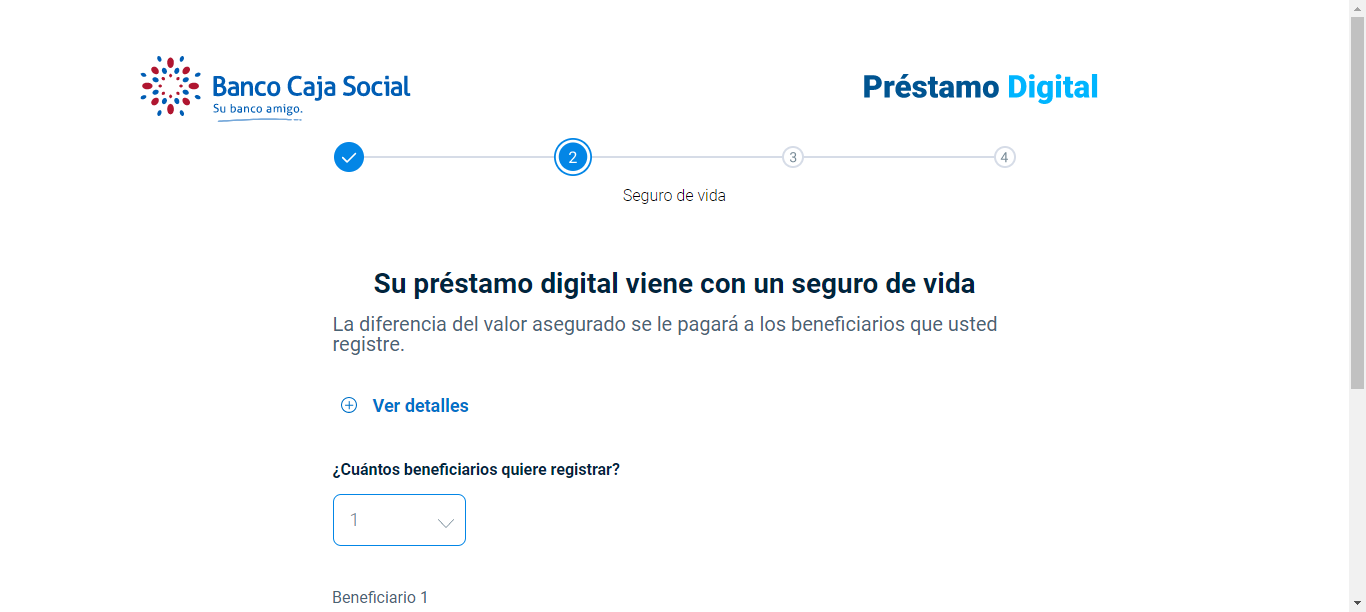 Banco Caja Social
Su banco amigo.
Préstamo Digital
2
3
4
Seguro de vida
Su préstamo digital viene con un seguro de vida
La diferencia del valor asegurado se le pagará a los beneficiarios que usted
registre.
Ver detalles
¿Cuántos beneficiarios quiere registrar?
1
Beneficiario 1